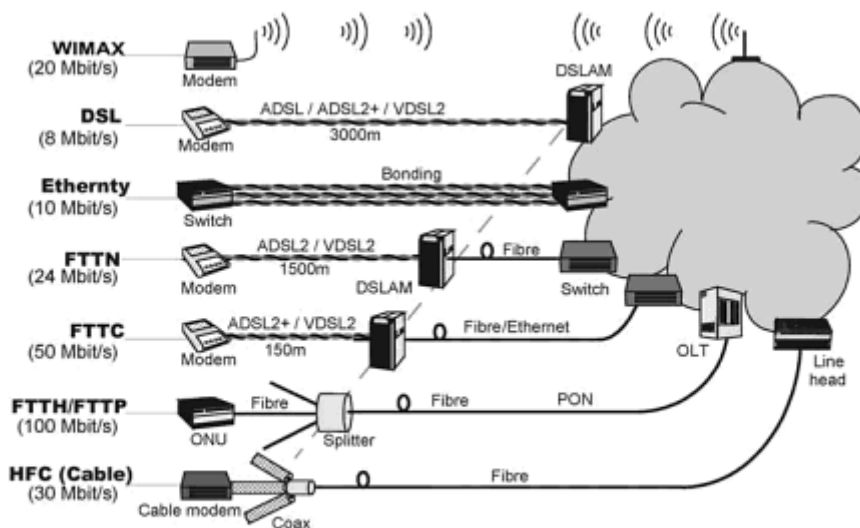 WIMAX
(20 Mbit/s)
Modem
DSLAM
DSL
(8 Mbit/s)
Modem
ADSL / ADSL2+ / VDSL2
3000m
Ethernty
(10 Mbit/s)
Switch
Bonding
FTTN
(24 Mbit/s)
Modem
ADSL2 / VDSL2
1500m
DSLAM
Fibre
Switch
FTTC
(50 Mbit/s)
Modem
ADSL2+ / VDSL2
150m
Fibre/Ethernet
OLT
Line
head
FTTH/FTTP
(100 Mbit/s)
ONU
Fibre
Splitter
Fibre
PON
HFC (Cable)
(30 Mbit/s)
Cable modem
Coax
Fibre